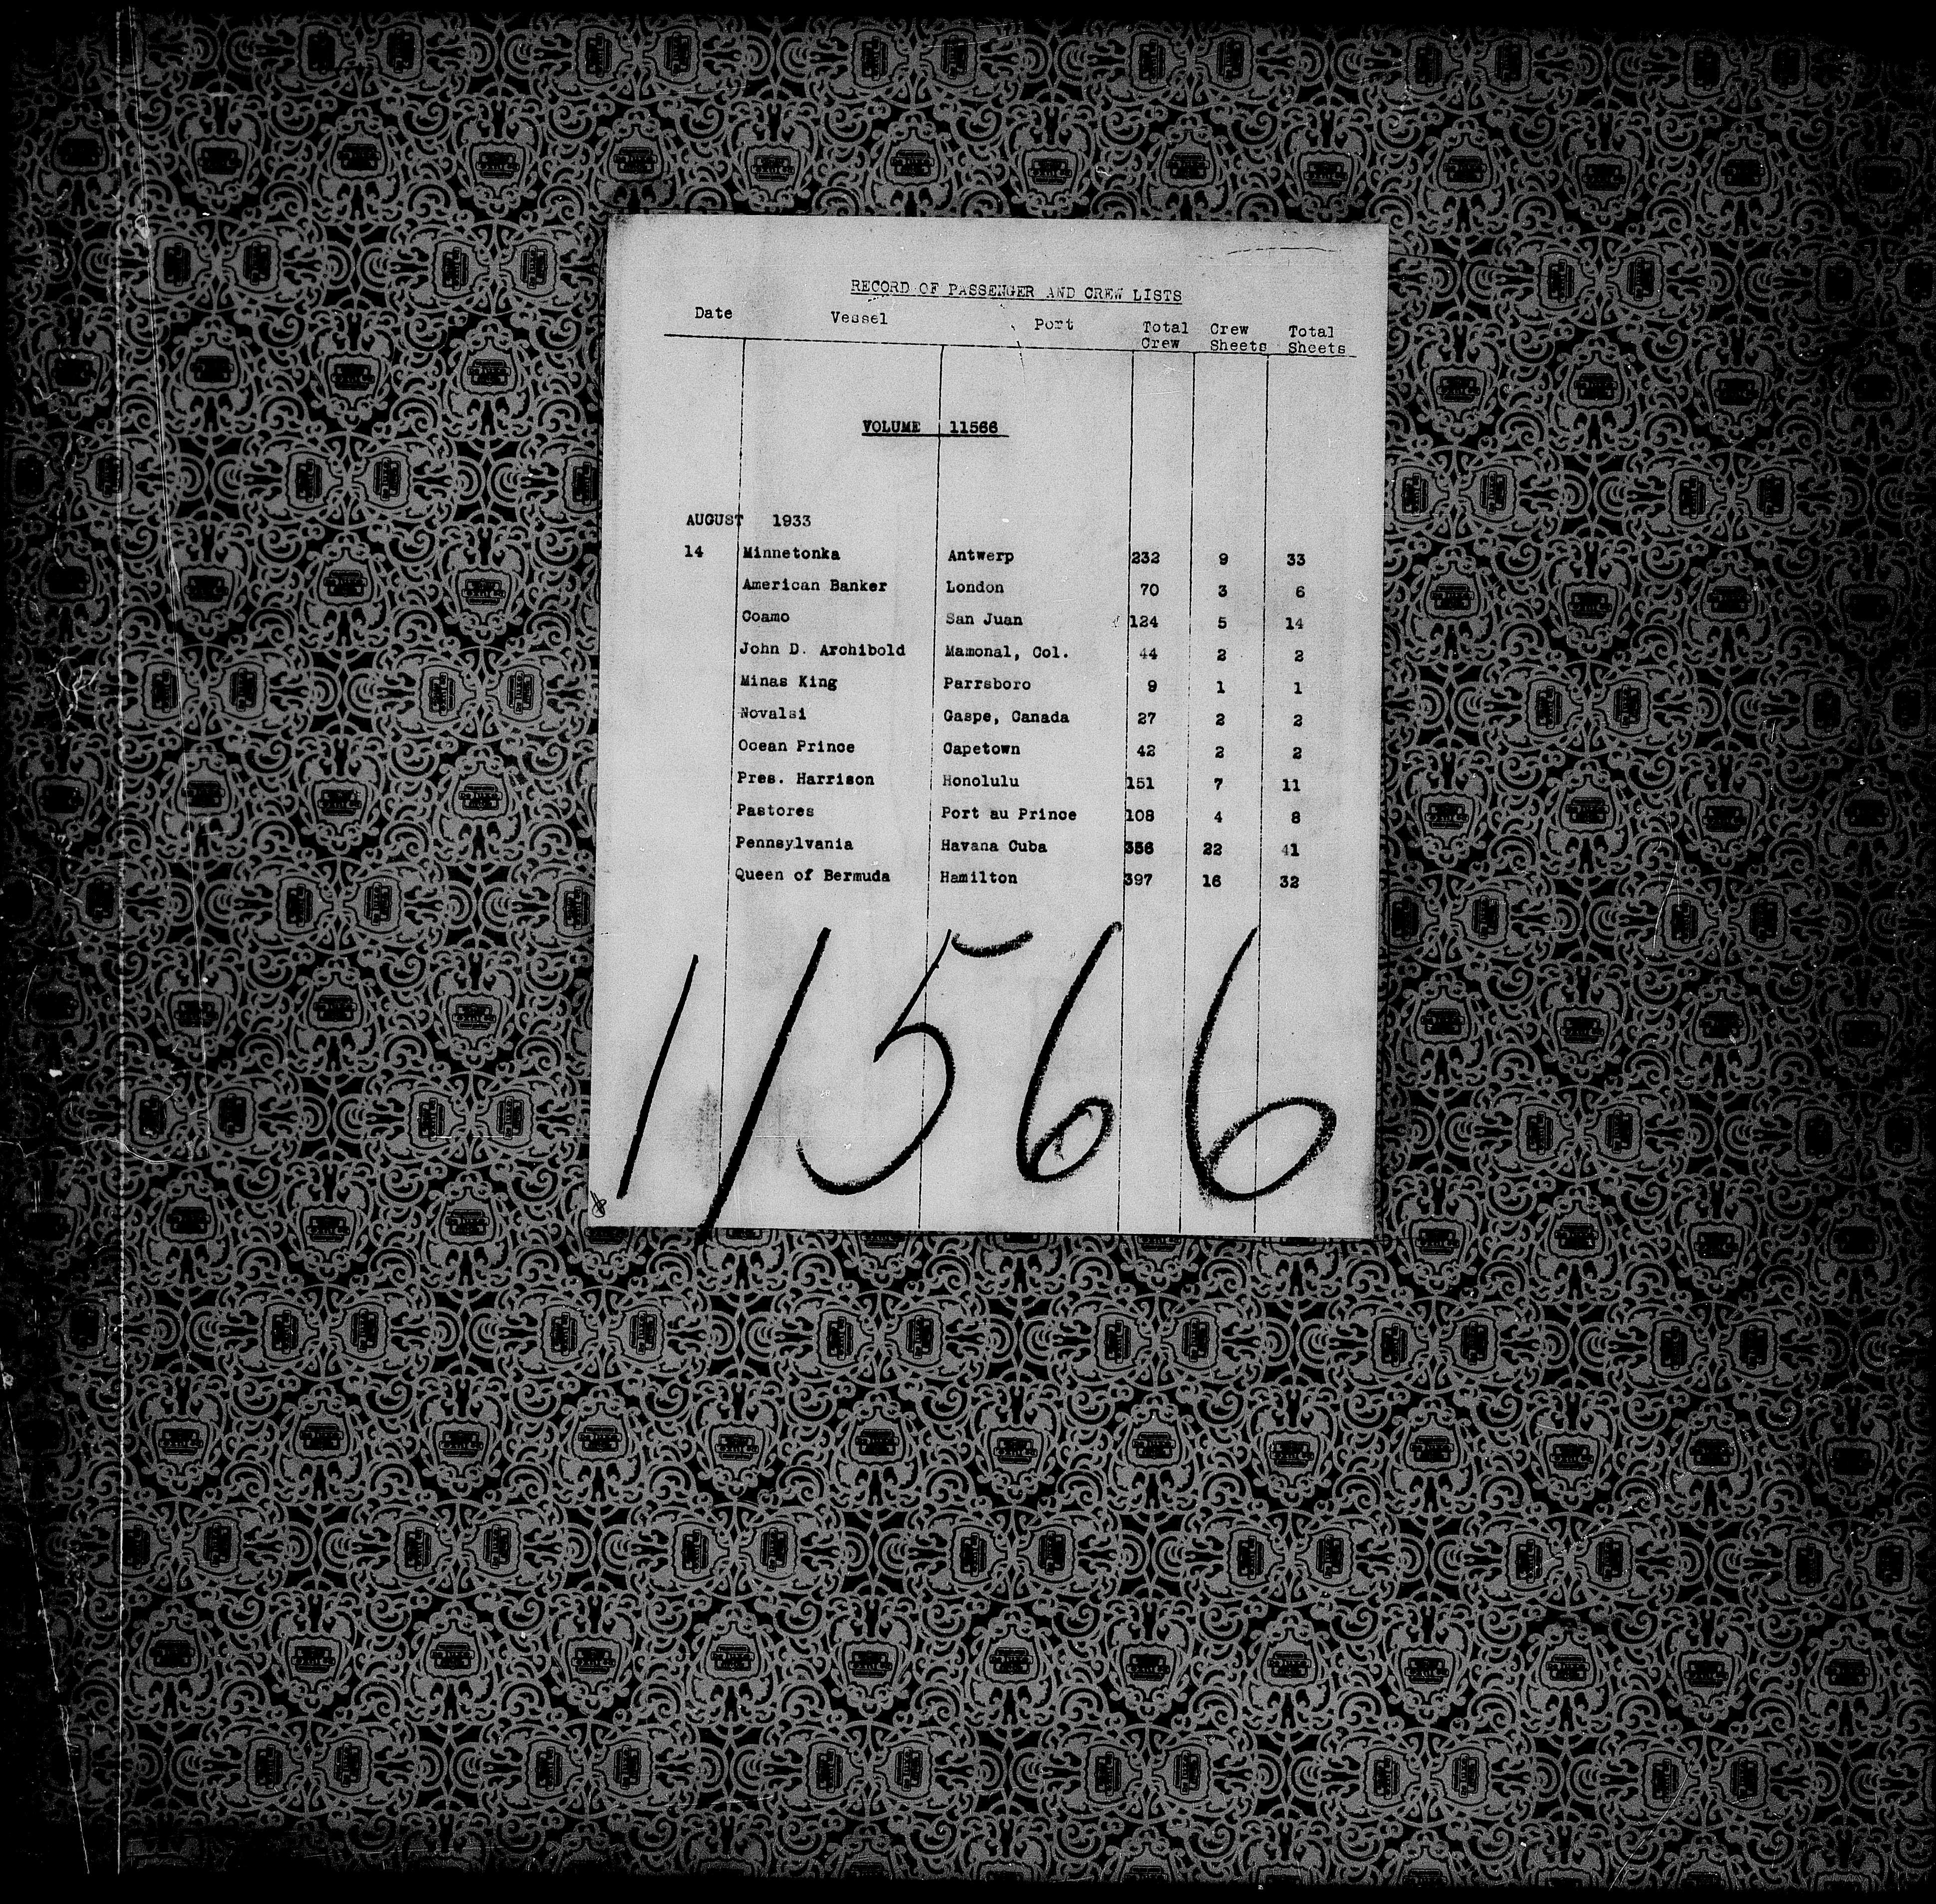 RECORD OF PASSENGER AND CREW LISTS
Date Vessel Port Total Crew Crew Sheets Total Sheets
VOLUME 11566
AUGUST 1933
14 Minnetonka Antwerp 232 9 33
American Banker London 70 3 6
Coamo San Juan 124 5 14
John D. Archibold Mamonal, Col. 44 2 2
Minas King Parrsboro 9 1 1
Novalsi Gaspe, Canada 27 2 2
Ocean Prince Capetown 42 2 2
Pres. Harrison Honolulu 151 7 11
Pastores Port au Prince 108 4 8
Pennsylvania Havana Cuba 356 22 41
Queen of Bermuda Hamilton 397 16 32
11566